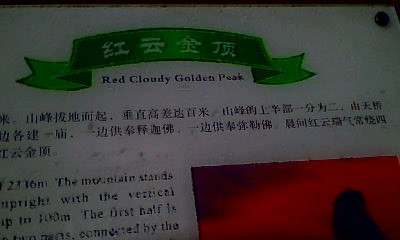 红云金顶
Red Cloudy Golden Peak
米。山峰拔地而起，垂直高差达百米。山峰的上半部一分为二，由天桥
边各建一庙，一边供奉释迦佛，一边供奉弥勒佛。晨间红云瑞气常绕四
红云金顶。
f 2336m. The mountain stands
upright with the vertical
up to 100m. The first half is
two parts, connected by the